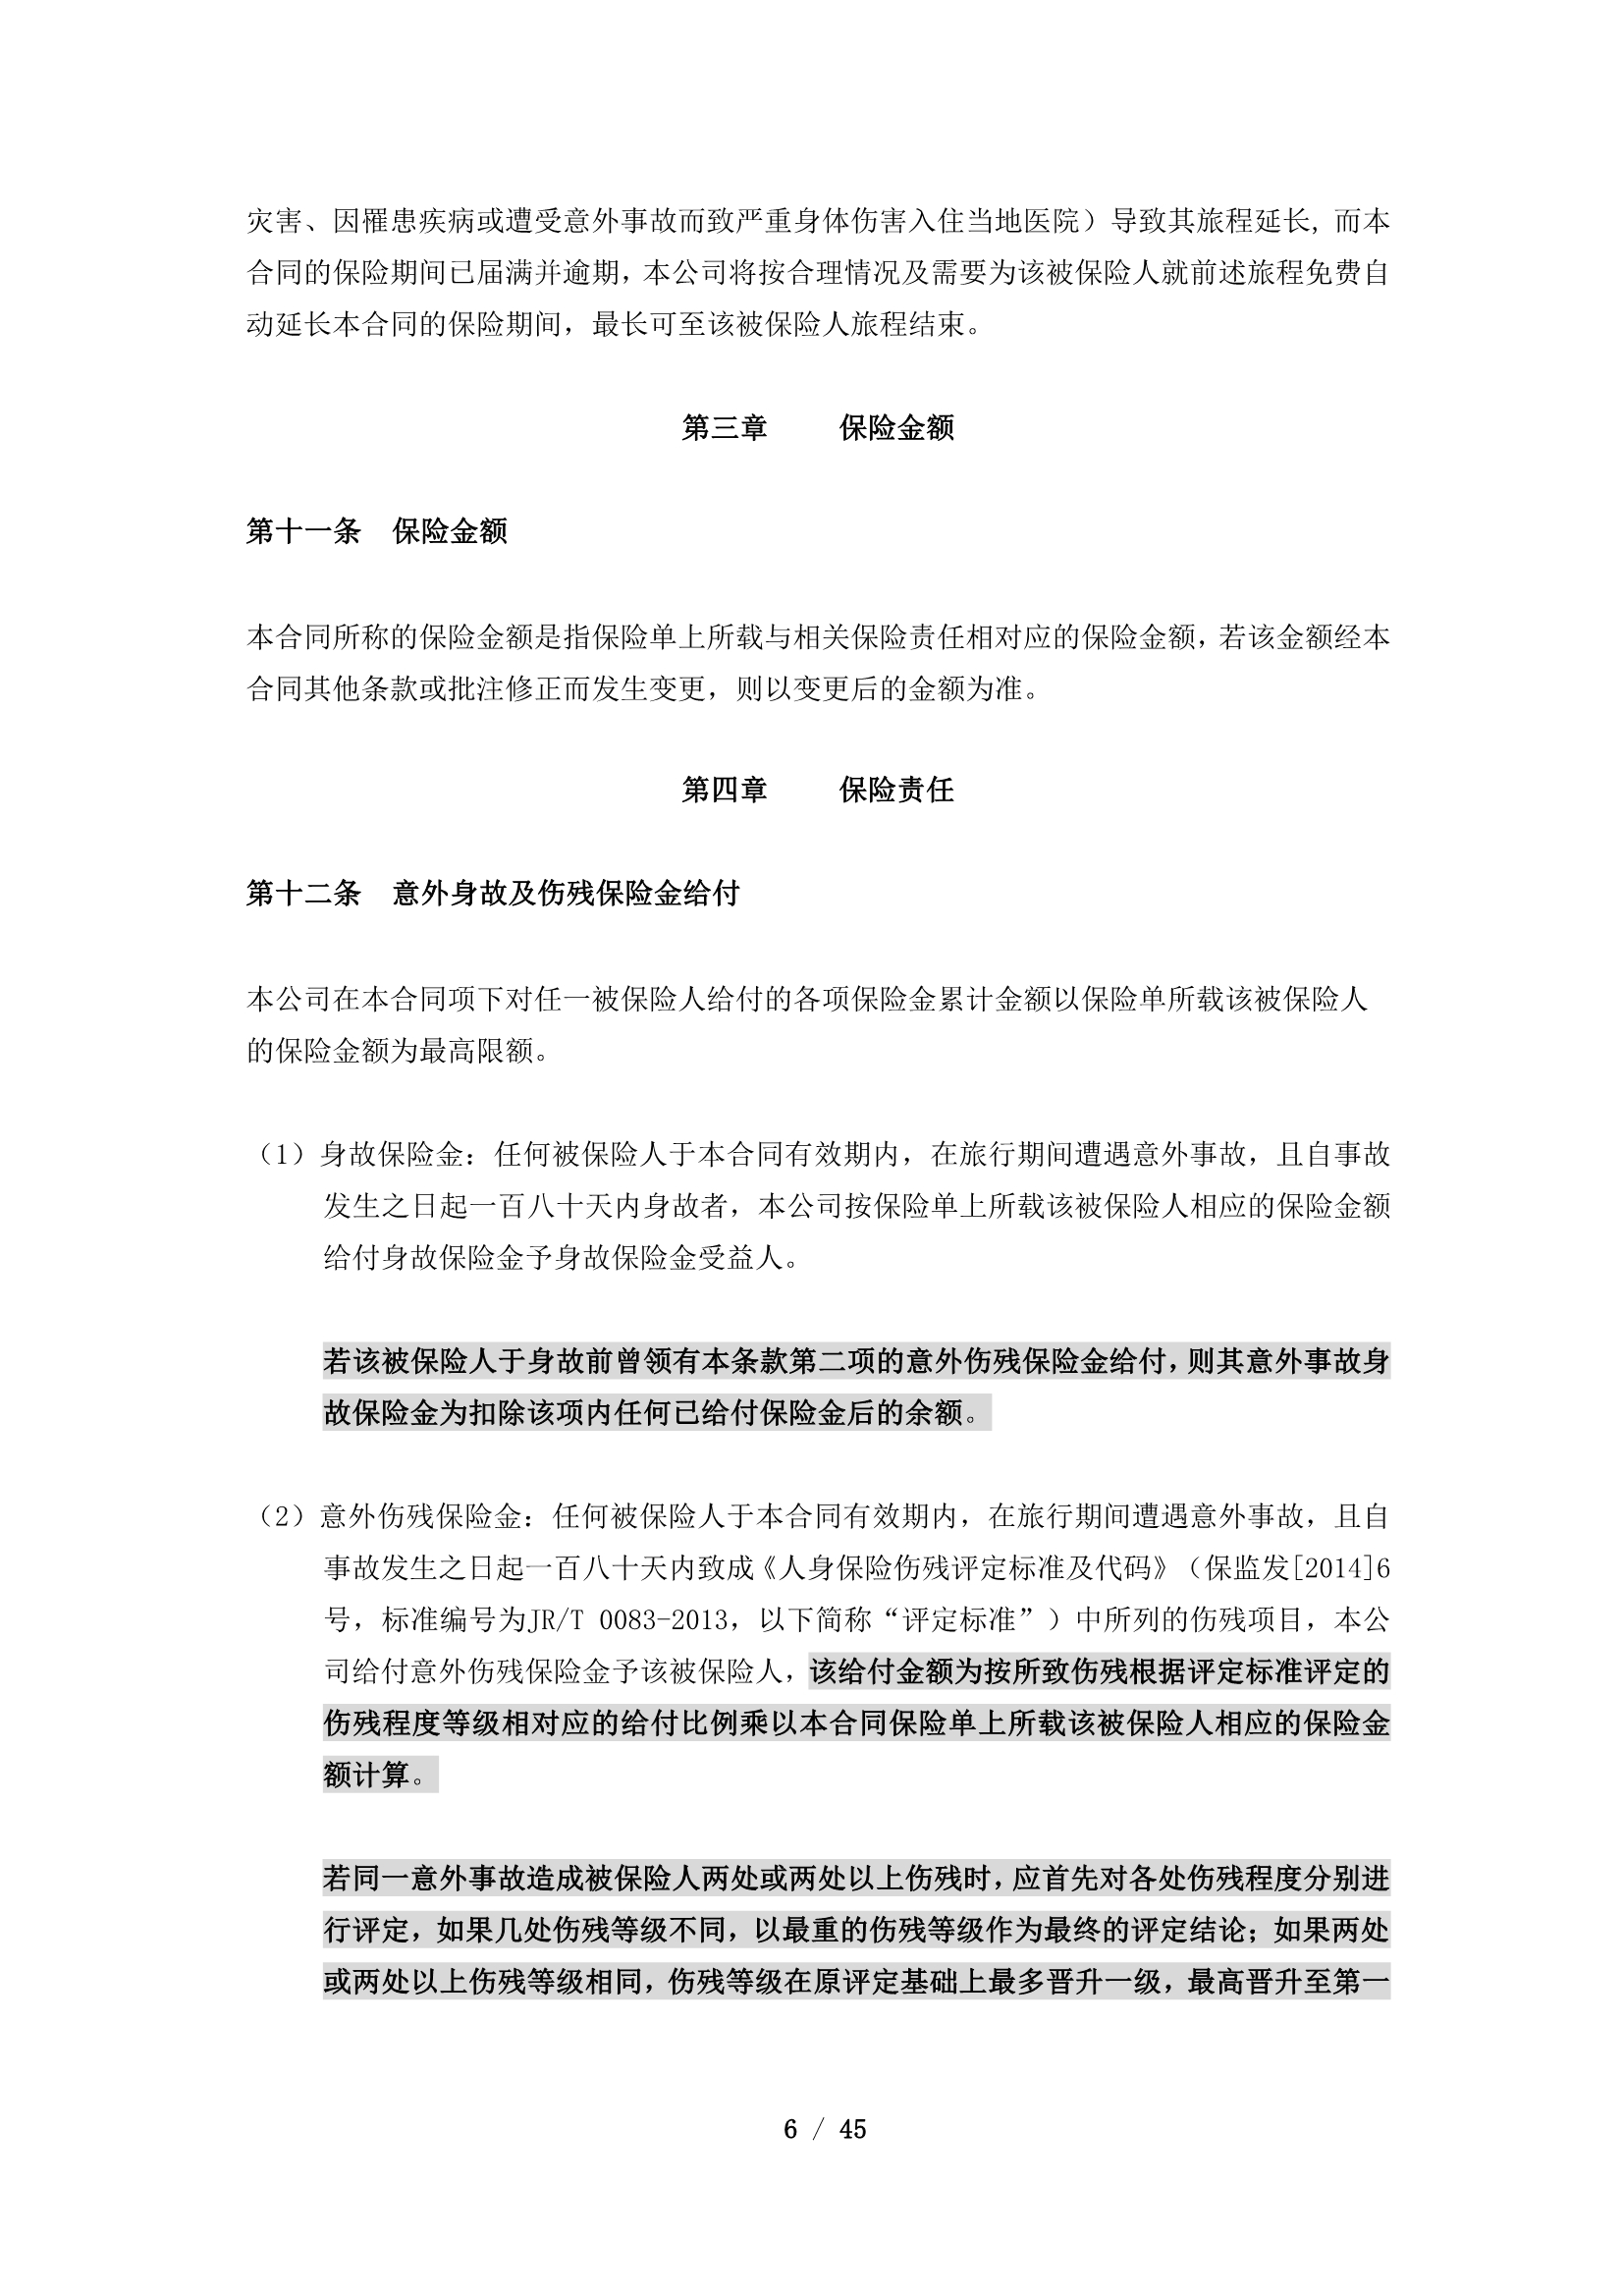 灾害、因罹患疾病或遭受意外事故而致严重身体伤害入住当地医院）导致其旅程延长, 而本
合同的保险期间已届满并逾期，本公司将按合理情况及需要为该被保险人就前述旅程免费自
动延长本合同的保险期间，最长可至该被保险人旅程结束。
第三章 保险金额
第十一条 保险金额
本合同所称的保险金额是指保险单上所载与相关保险责任相对应的保险金额，若该金额经本
合同其他条款或批注修正而发生变更，则以变更后的金额为准。
第四章 保险责任
第十二条 意外身故及伤残保险金给付
本公司在本合同项下对任一被保险人给付的各项保险金累计金额以保险单所载该被保险人
的保险金额为最高限额。
（1）身故保险金：任何被保险人于本合同有效期内，在旅行期间遭遇意外事故，且自事故
发生之日起一百八十天内身故者，本公司按保险单上所载该被保险人相应的保险金额
给付身故保险金予身故保险金受益人。
若该被保险人于身故前曾领有本条款第二项的意外伤残保险金给付，则其意外事故身
故保险金为扣除该项内任何已给付保险金后的余额。
（2）意外伤残保险金：任何被保险人于本合同有效期内，在旅行期间遭遇意外事故，且自
事故发生之日起一百八十天内致成《人身保险伤残评定标准及代码》（保监发[2014]6
号，标准编号为JR/T 0083-2013，以下简称“评定标准”）中所列的伤残项目，本公
司给付意外伤残保险金予该被保险人，该给付金额为按所致伤残根据评定标准评定的
伤残程度等级相对应的给付比例乘以本合同保险单上所载该被保险人相应的保险金
额计算。
若同一意外事故造成被保险人两处或两处以上伤残时，应首先对各处伤残程度分别进
行评定，如果几处伤残等级不同，以最重的伤残等级作为最终的评定结论；如果两处
或两处以上伤残等级相同，伤残等级在原评定基础上最多晋升一级，最高晋升至第一
6 / 45